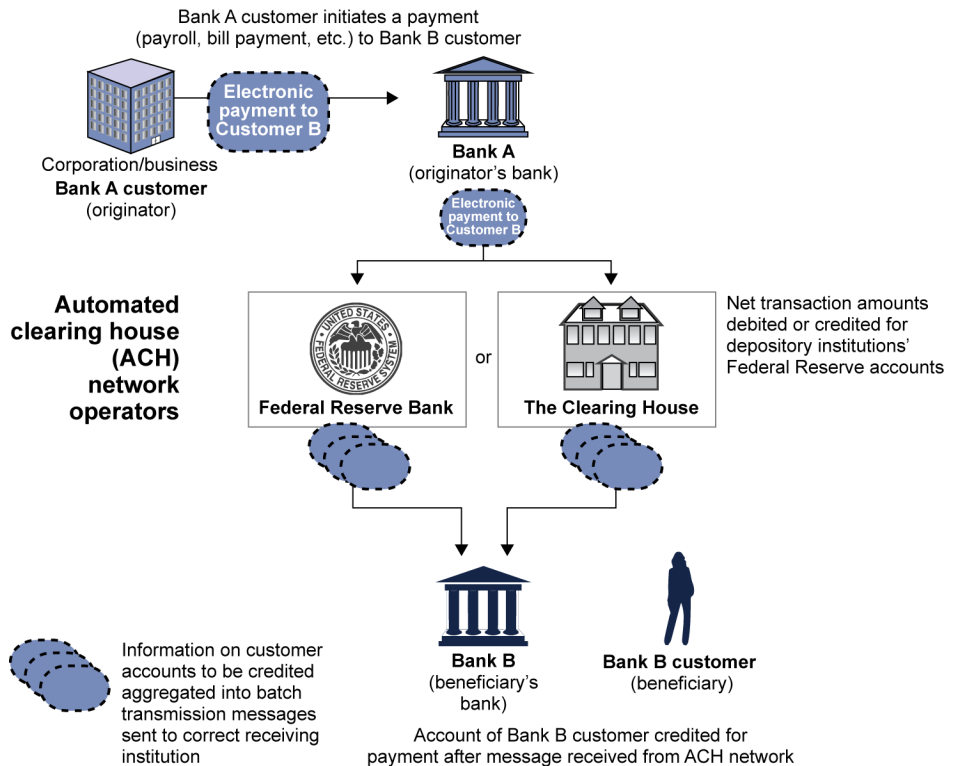 Bank A customer initiates a payment
(payroll, bill payment, etc.) to Bank B customer
Electronic
payment to
Customer B
Corporation/business
Bank A customer
(originator)
Bank A
(originator's bank)
Electronic
payment to
Customer B
Automated
clearing house
(ACH)
network
operators
UNITED STATES
FEDERAL RESERVE SYSTEM
Federal Reserve Bank
or
The Clearing House
Net transaction amounts
debited or credited for
depository institutions'
Federal Reserve accounts
Information on customer
accounts to be credited
aggregated into batch
transmission messages
sent to correct receiving
institution
Bank B
(beneficiary's
bank)
Bank B customer
(beneficiary)
Account of Bank B customer credited for
payment after message received from ACH network